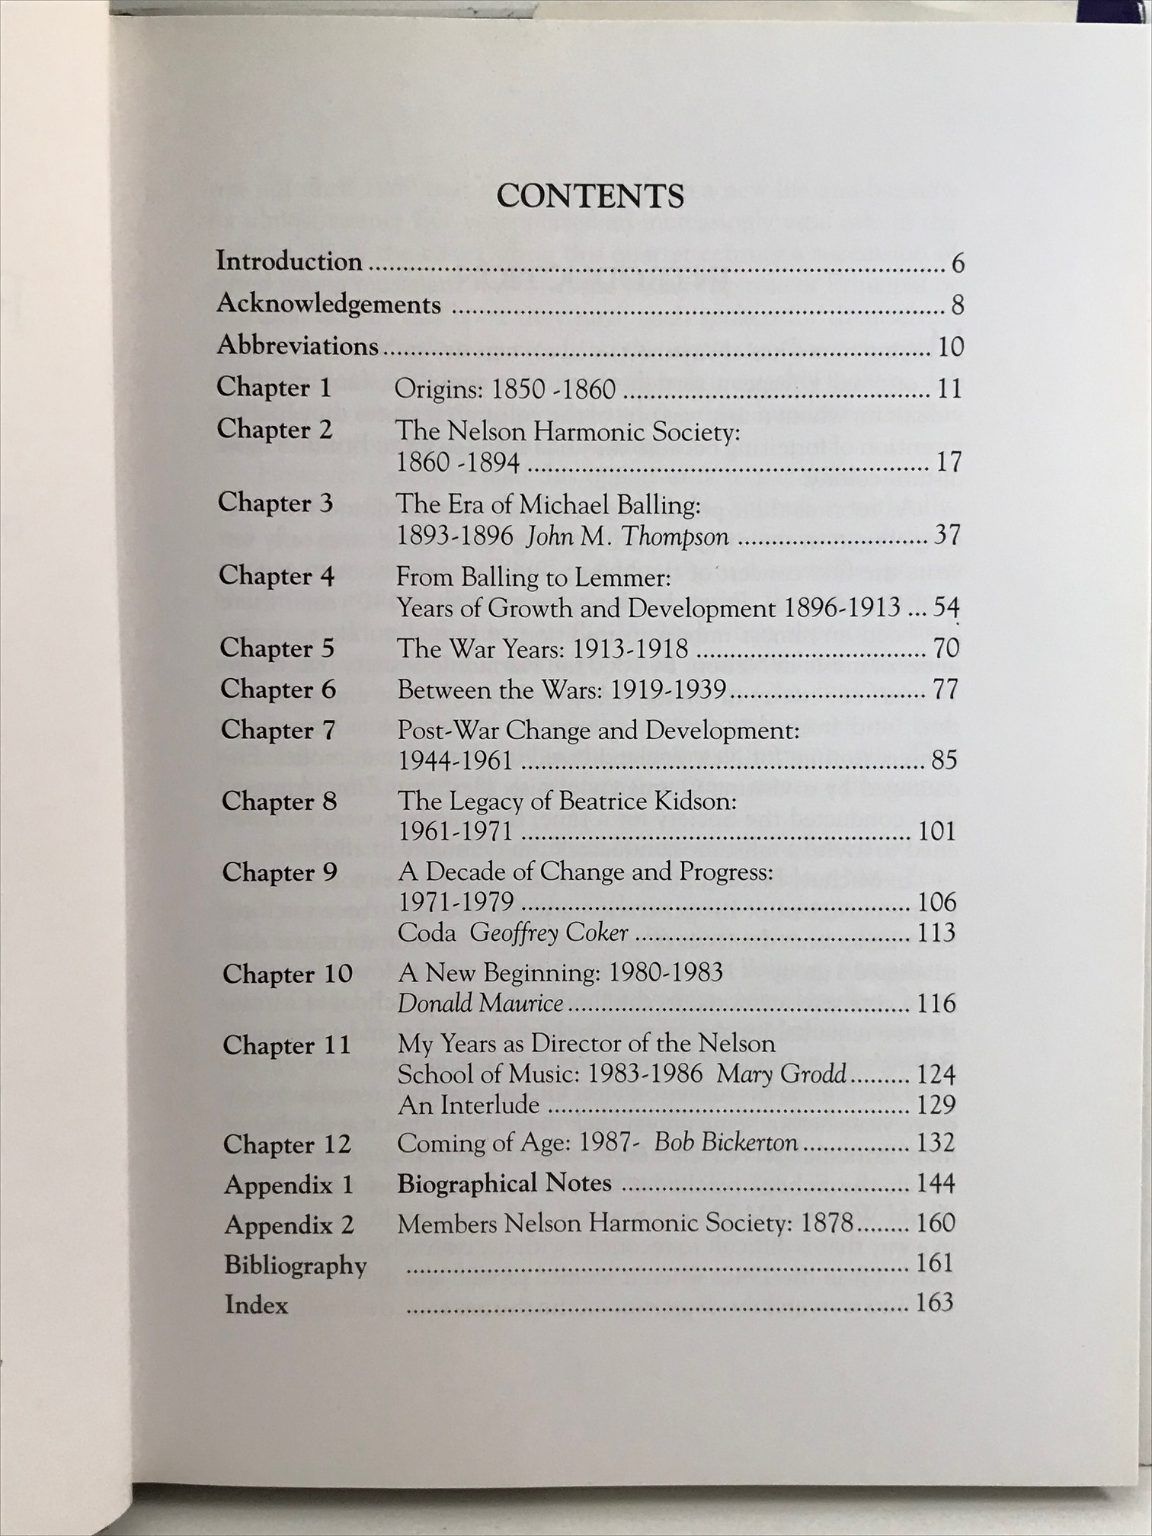 CONTENTS
Introduction ........ 6
Acknowledgements ........ 8
Abbreviations ........ 10
Chapter 1 Origins: 1850 -1860 ........ 11
Chapter 2 The Nelson Harmonic Society:
1860 -1894 ........ 17
Chapter 3 The Era of Michael Balling:
1893-1896 John M. Thompson ........ 37
Chapter 4 From Balling to Lemmer:
Years of Growth and Development 1896-1913 ... 54
Chapter 5 The War Years: 1913-1918 ........ 70
Chapter 6 Between the Wars: 1919-1939 ........ 77
Chapter 7 Post-War Change and Development:
1944-1961 ........ 85
Chapter 8 The Legacy of Beatrice Kidson:
1961-1971 ........ 101
Chapter 9 A Decade of Change and Progress:
1971-1979 ........ 106
Coda Geoffrey Coker ........ 113
Chapter 10 A New Beginning: 1980-1983
Donald Maurice ........ 116
Chapter 11 My Years as Director of the Nelson
School of Music: 1983-1986 Mary Grodd ......... 124
An Interlude ........ 129
Chapter 12 Coming of Age: 1987- Bob Bickerton ........ 132
Appendix 1 Biographical Notes ........ 144
Appendix 2 Members Nelson Harmonic Society: 1878 ........ 160
Bibliography ........ 161
Index ........ 163